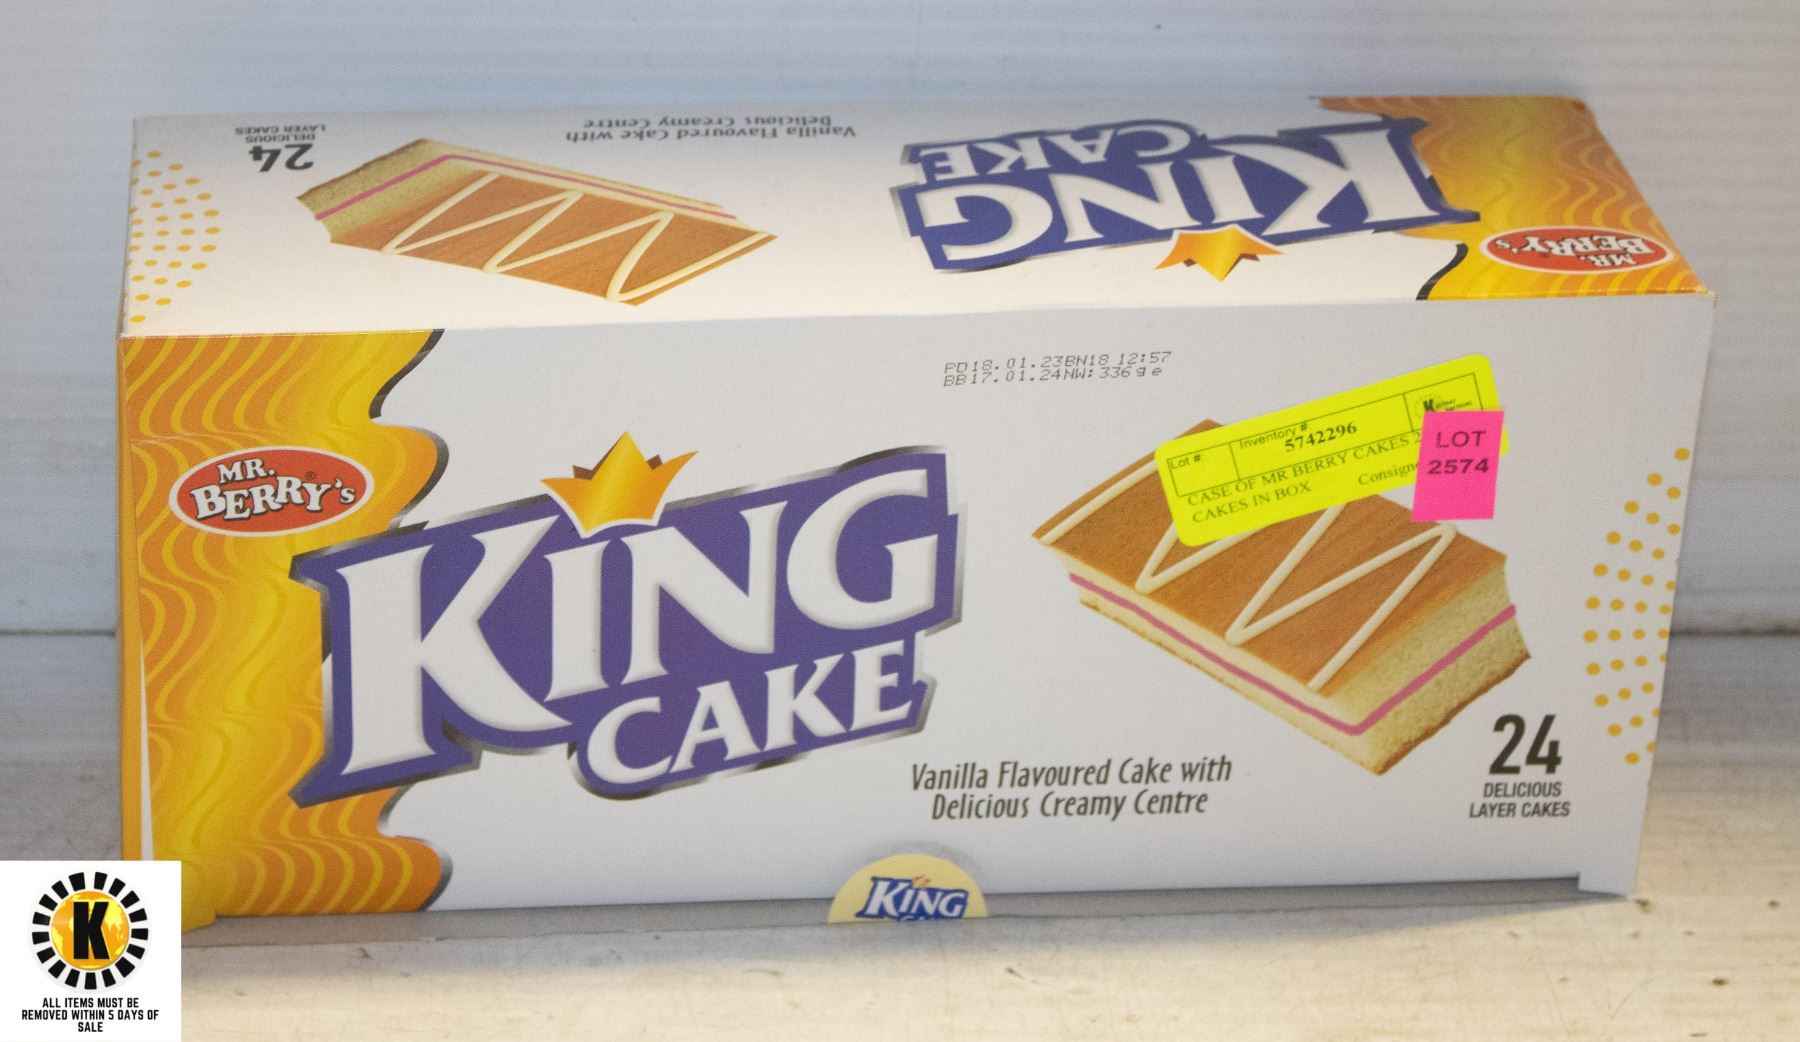 24
DELICIOUS
LAYER CAKES
Vanilla Flavoured Cake with
Delicious Creamy Centre
KING
CAKE
MR.
BERRY's
PD18.01.23BN18 12:57
BB17.01.24NW:336g e
MR.
BERRY's
KING
CAKE
Lot #:
Inventory #:
5742296
CASE OF MR BERRY CAKES 2
CAKES IN BOX
LOT
2574
Vanilla Flavoured Cake with
Delicious Creamy Centre
24
DELICIOUS
LAYER CAKES
KING
K
ALL ITEMS MUST BE
REMOVED WITHIN 5 DAYS OF
SALE